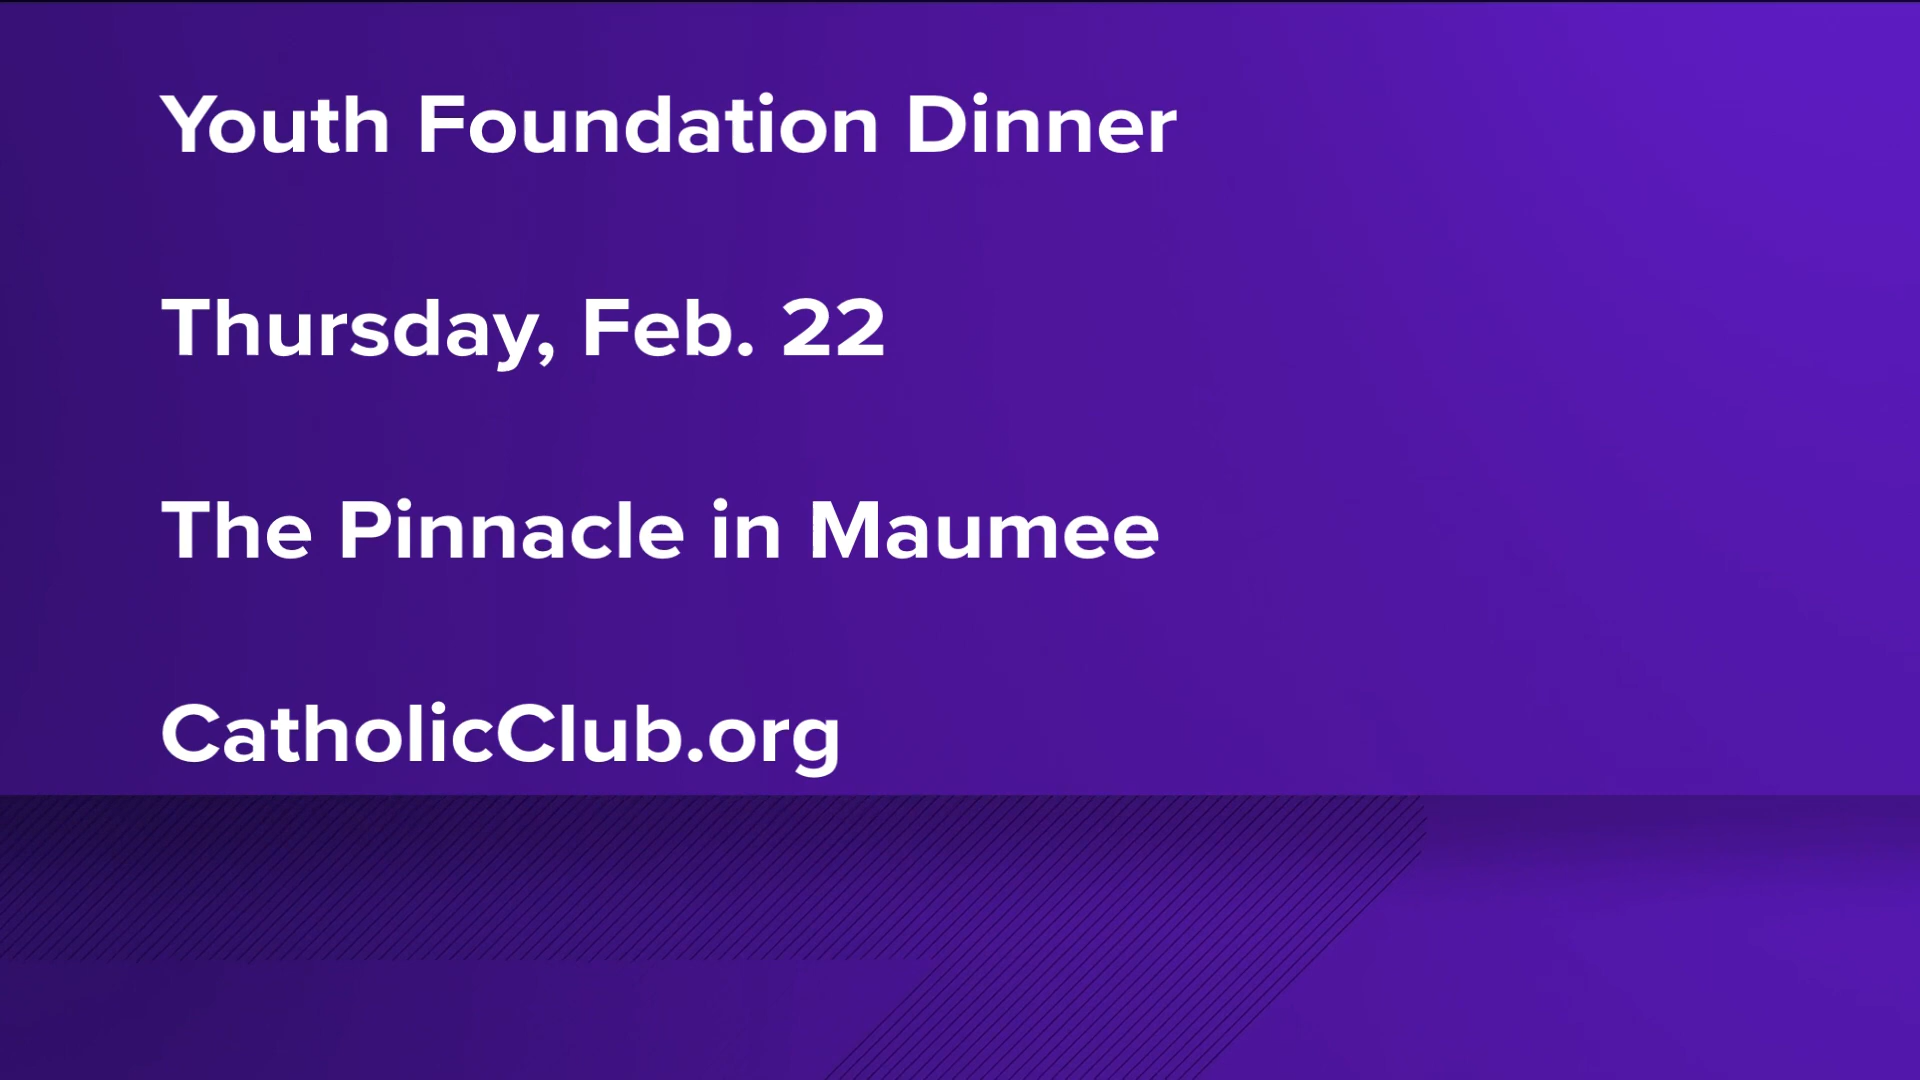 Youth Foundation Dinner
Thursday, Feb. 22
The Pinnacle in Maumee
CatholicClub.org